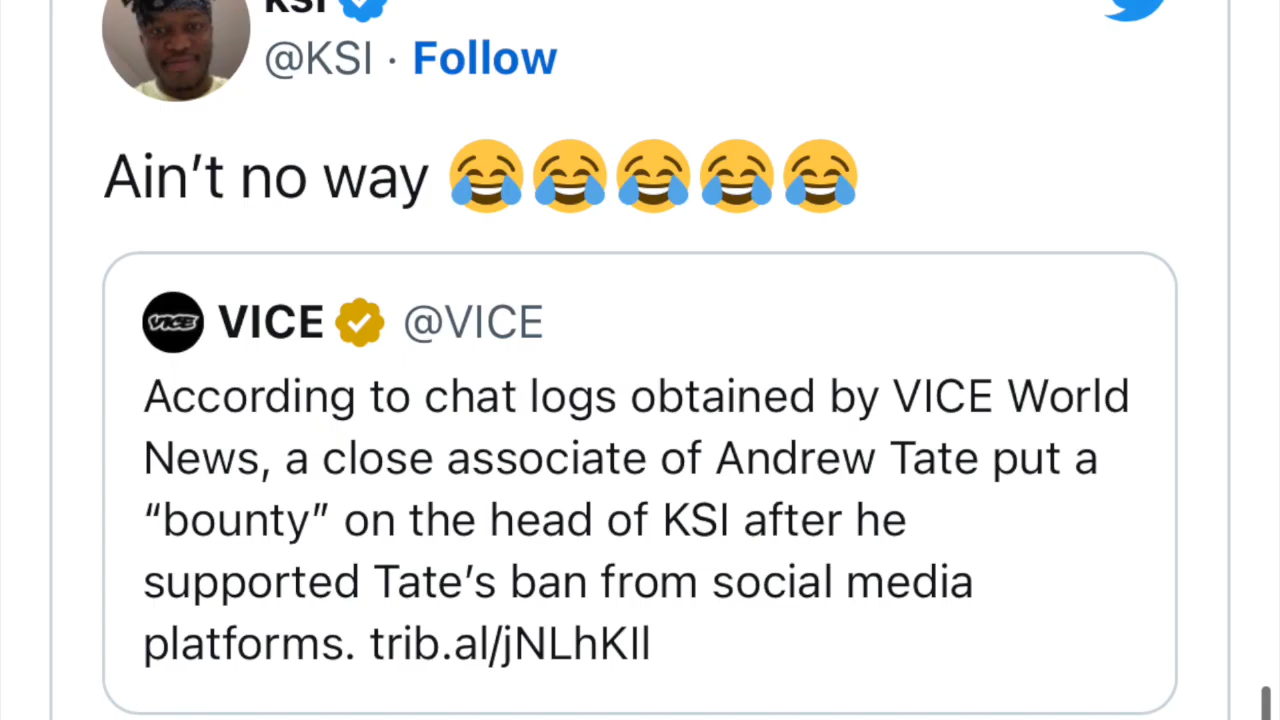 KSI
@KSI · Follow
Ain’t no way 😂😂😂😂😂
VICE @VICE
According to chat logs obtained by VICE World
News, a close associate of Andrew Tate put a
“bounty” on the head of KSI after he
supported Tate’s ban from social media
platforms. trib.al/jNLhKIl